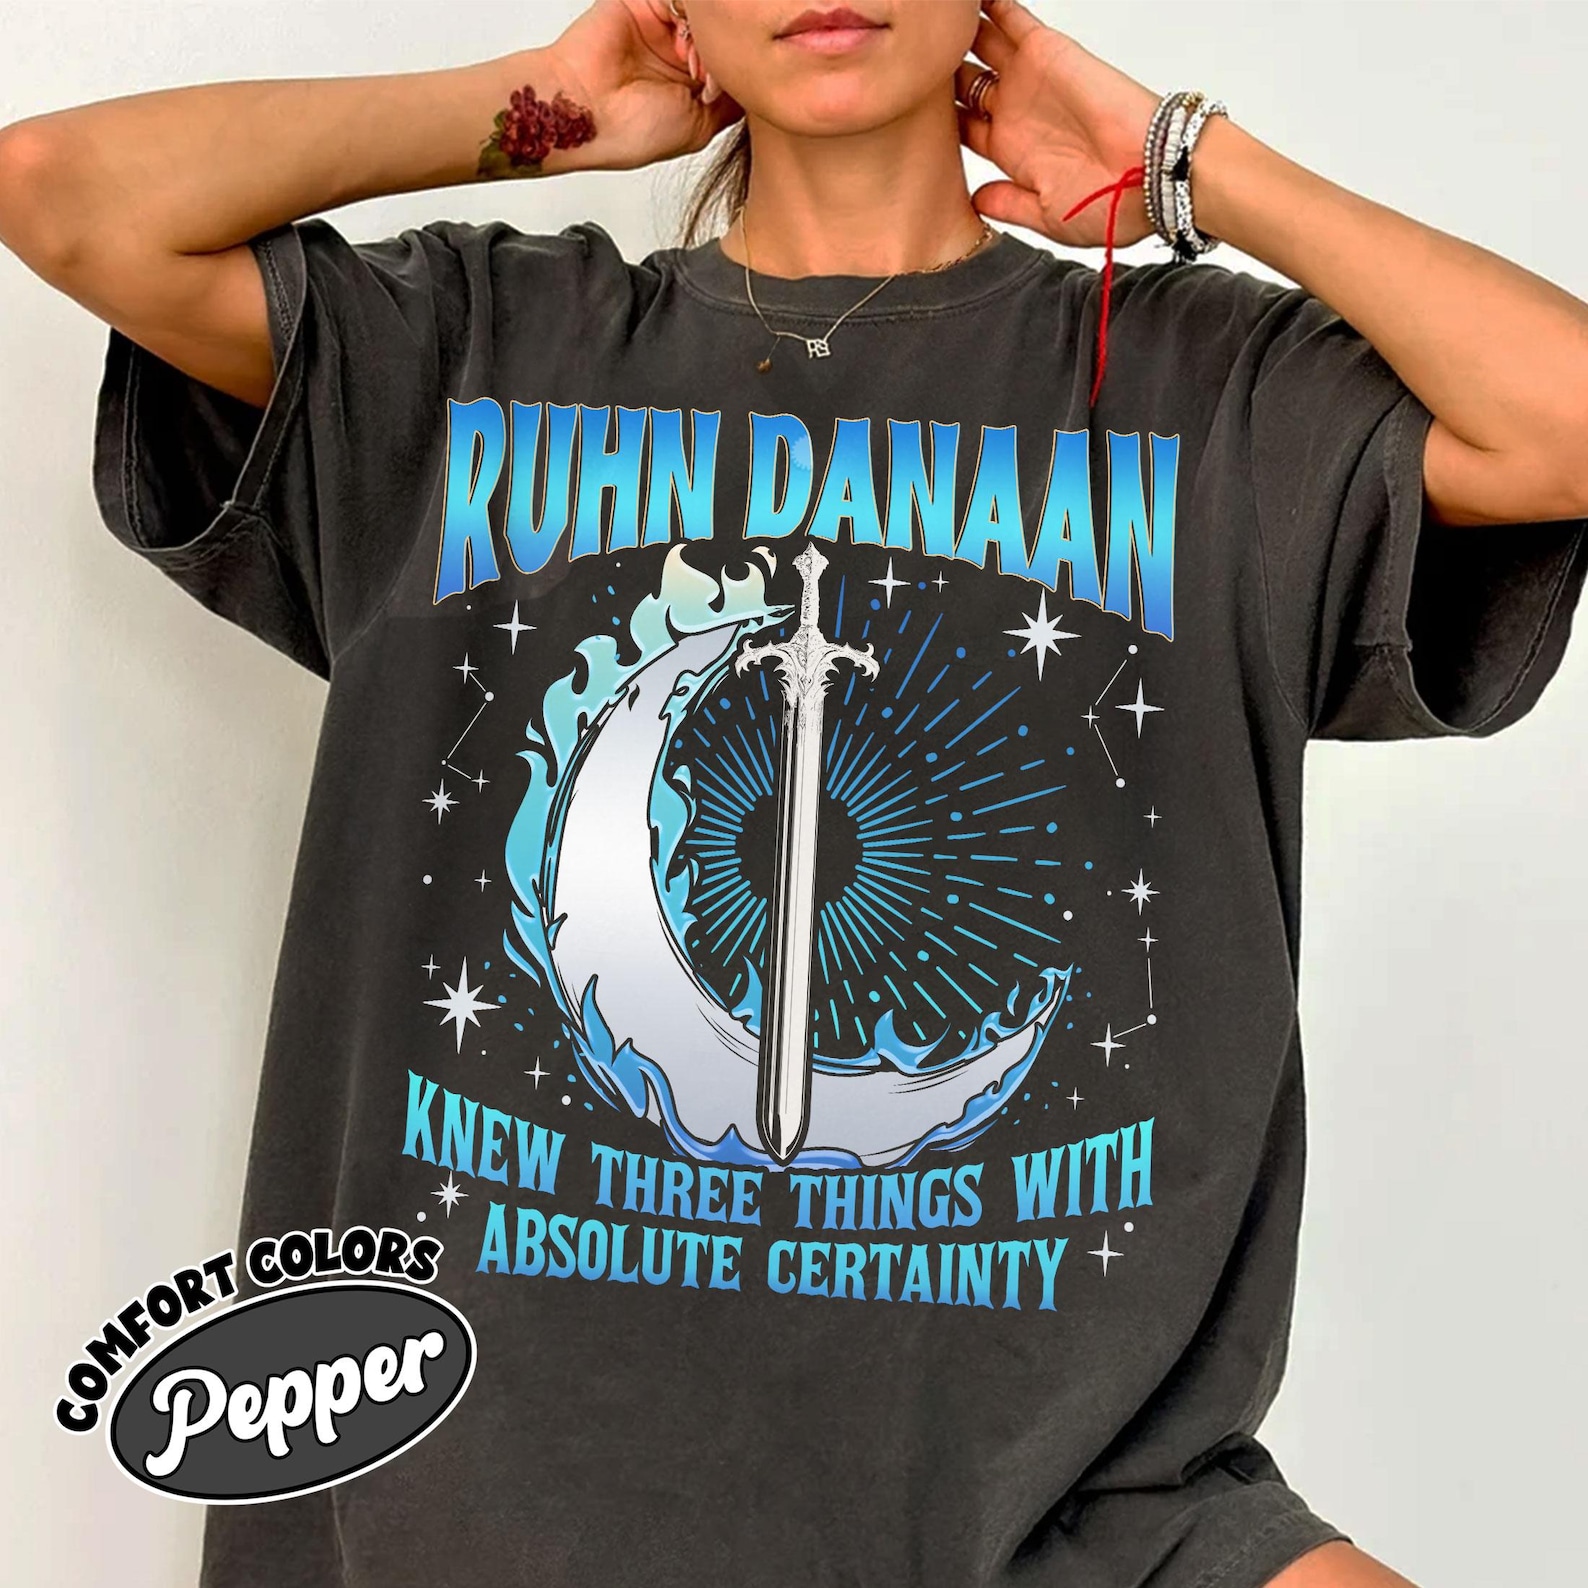 RUHN DANAAN
KNEW THREE THINGS WITH
ABSOLUTE CERTAINTY
COMFORT COLORS
Pepper